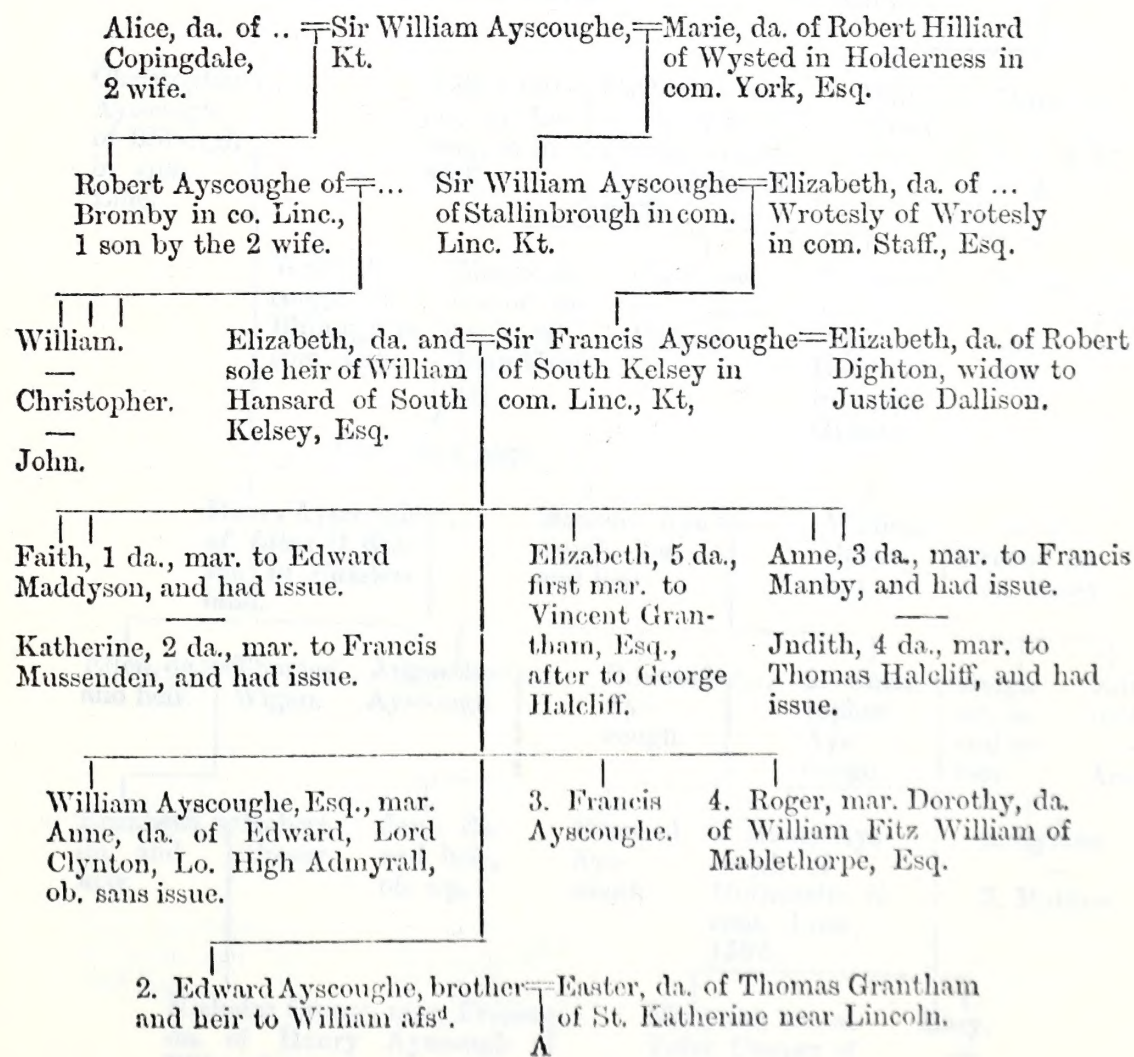 Alice, da. of .. Sir William Ayscoughe, Marie, da. of Robert Hilliard
Copingdale, Kt. of Wysted in Holderness in
2 wife. com. York, Esq.
Robert Ayscoughe of ... Sir William Ayscoughe Elizabeth, da. of ...
Bromby in co. Linc., of Stallinbrough in com. Wrotesly of Wrotesly
1 son by the 2 wife. Linc. Kt. in com. Staff., Esq.
William. Elizabeth, da. and Sir Francis Ayscoughe Elizabeth, da. of Robert
sole heir of William of South Kelsey in Dighton, widow to
Christopher. Hansard of South com. Linc., Kt, Justice Dallison.
Kelsey, Esq.
John.
Faith, 1 da., mar. to Edward
Maddyson, and had issue.
Katherine, 2 da., mar. to Francis
Mussenden, and had issue.
Elizabeth, 5 da.,
first mar. to
Vincent Gran-
tham, Esq.,
after to George
Halcliff.
Anne, 3 da., mar. to Francis
Manby, and had issue.
Judith, 4 da., mar. to
Thomas Halcliff, and had
issue.
William Ayscoughe, Esq., mar.
Anne, da. of Edward, Lord
Clynton, Lo. High Admyrall,
ob. sans issue.
3. Francis
Ayscoughe.
4. Roger, mar. Dorothy, da.
of William Fitz William of
Mablethorpe, Esq.
2. Edward Ayscoughe, brother Easter, da. of Thomas Grantham
and heir to William afsᵈ. of St. Katherine near Lincoln.
A